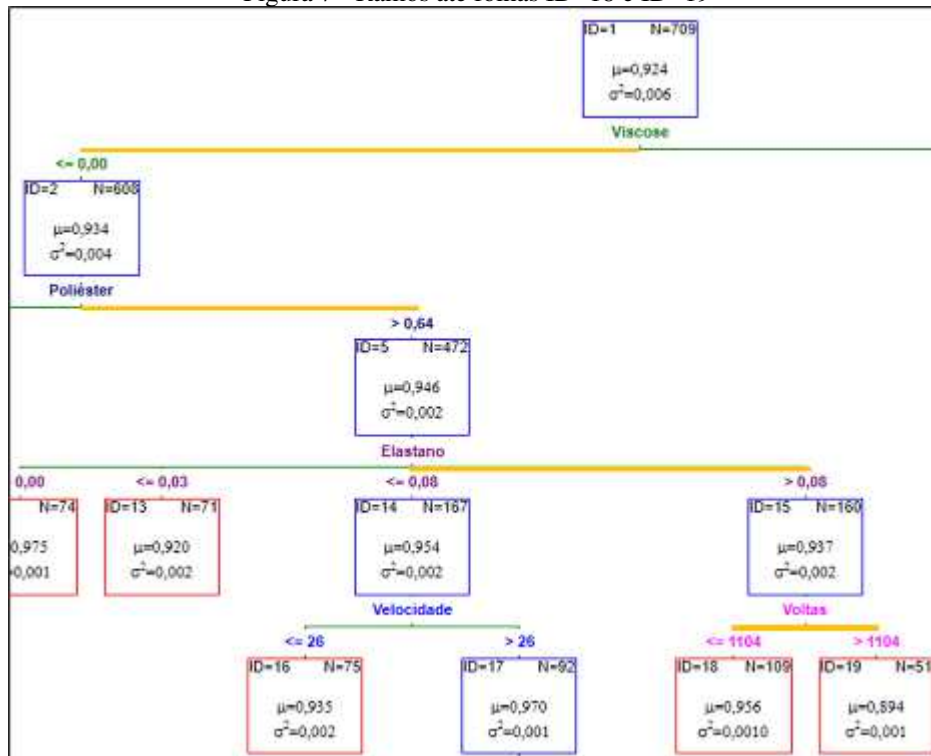 Figura 7 - Ramos até folhas ID=18 e ID=19
ID=1 N=709
μ=0,924
σ²=0,006
Viscose
<= 0,00
ID=2 N=608
μ=0,934
σ²=0,004
Poliéster
> 0,64
ID=5 N=472
μ=0,946
σ²=0,002
Elastano
0,00 <= 0,03 <= 0,08 > 0,08
N=74 ID=13 N=71 ID=14 N=167 ID=15 N=160
0,975 μ=0,920 μ=0,954 μ=0,937
=0,001 σ²=0,002 σ²=0,002 σ²=0,002
Velocidade Voltas
<= 26 > 26 <= 1104 > 1104
ID=16 N=75 ID=17 N=92 ID=18 N=109 ID=19 N=51
μ=0,935 μ=0,970 μ=0,956 μ=0,894
σ²=0,002 σ²=0,001 σ²=0,0010 σ²=0,001